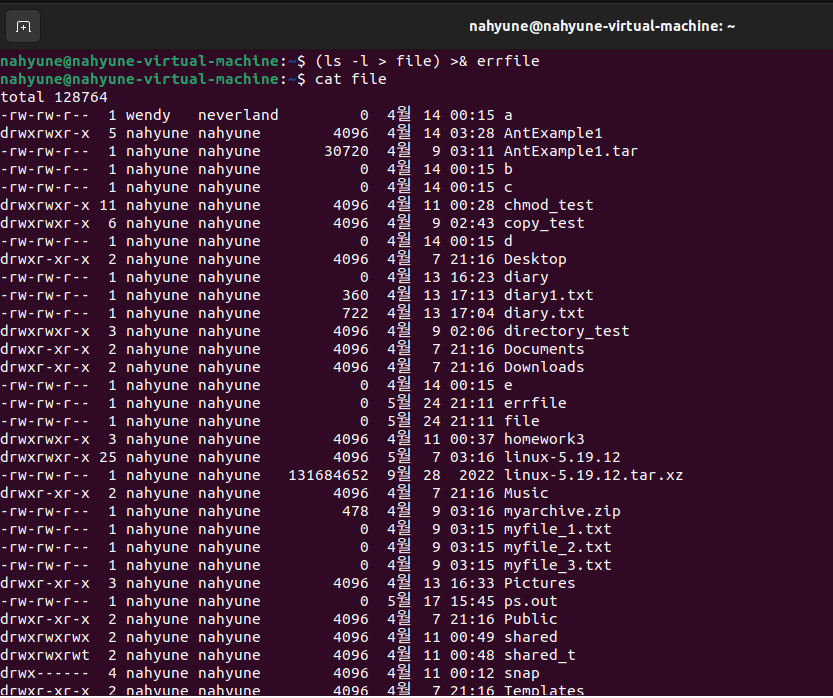 nahyune@nahyune-virtual-machine: ~
nahyune@nahyune-virtual-machine:~$ (ls -l > file) >& errfile
nahyune@nahyune-virtual-machine:~$ cat file
total 128764
-rw-rw-r--  1 wendy   neverland         0  4월 14 00:15 a
drwxrwxr-x  5 nahyune nahyune        4096  4월 14 03:28 AntExample1
-rw-rw-r--  1 nahyune nahyune       30720  4월  9 03:11 AntExample1.tar
-rw-rw-r--  1 nahyune nahyune           0  4월 14 00:15 b
-rw-rw-r--  1 nahyune nahyune           0  4월 14 00:15 c
drwxrwxr-x 11 nahyune nahyune        4096  4월 11 00:28 chmod_test
drwxrwxr-x  6 nahyune nahyune        4096  4월  9 02:43 copy_test
-rw-rw-r--  1 nahyune nahyune           0  4월 14 00:15 d
drwxr-xr-x  2 nahyune nahyune        4096  4월  7 21:16 Desktop
-rw-rw-r--  1 nahyune nahyune           0  4월 13 16:23 diary
-rw-rw-r--  1 nahyune nahyune         360  4월 13 17:13 diary1.txt
-rw-rw-r--  1 nahyune nahyune         722  4월 13 17:04 diary.txt
drwxrwxr-x  3 nahyune nahyune        4096  4월  9 02:06 directory_test
drwxr-xr-x  2 nahyune nahyune        4096  4월  7 21:16 Documents
drwxr-xr-x  2 nahyune nahyune        4096  4월  7 21:16 Downloads
-rw-rw-r--  1 nahyune nahyune           0  4월 14 00:15 e
-rw-rw-r--  1 nahyune nahyune           0  5월 24 21:11 errfile
-rw-rw-r--  1 nahyune nahyune           0  5월 24 21:11 file
drwxrwxr-x  3 nahyune nahyune        4096  4월 11 00:37 homework3
drwxrwxr-x 25 nahyune nahyune        4096  5월  7 03:16 linux-5.19.12
-rw-rw-r--  1 nahyune nahyune   131684652  9월 28  2022 linux-5.19.12.tar.xz
drwxr-xr-x  2 nahyune nahyune        4096  4월  7 21:16 Music
-rw-rw-r--  1 nahyune nahyune         478  4월  9 03:16 myarchive.zip
-rw-rw-r--  1 nahyune nahyune           0  4월  9 03:15 myfile_1.txt
-rw-rw-r--  1 nahyune nahyune           0  4월  9 03:15 myfile_2.txt
-rw-rw-r--  1 nahyune nahyune           0  4월  9 03:15 myfile_3.txt
drwxr-xr-x  3 nahyune nahyune        4096  4월 13 16:33 Pictures
-rw-rw-r--  1 nahyune nahyune           0  5월 17 15:45 ps.out
drwxr-xr-x  2 nahyune nahyune        4096  4월  7 21:16 Public
drwxrwxrwx  2 nahyune nahyune        4096  4월 11 00:49 shared
drwxrwxrwt  2 nahyune nahyune        4096  4월 11 00:48 shared_t
drwx------  4 nahyune nahyune        4096  4월 11 00:12 snap
drwxr-xr-x  2 nahyune nahyune        4096  4월  7 21:16 Templates